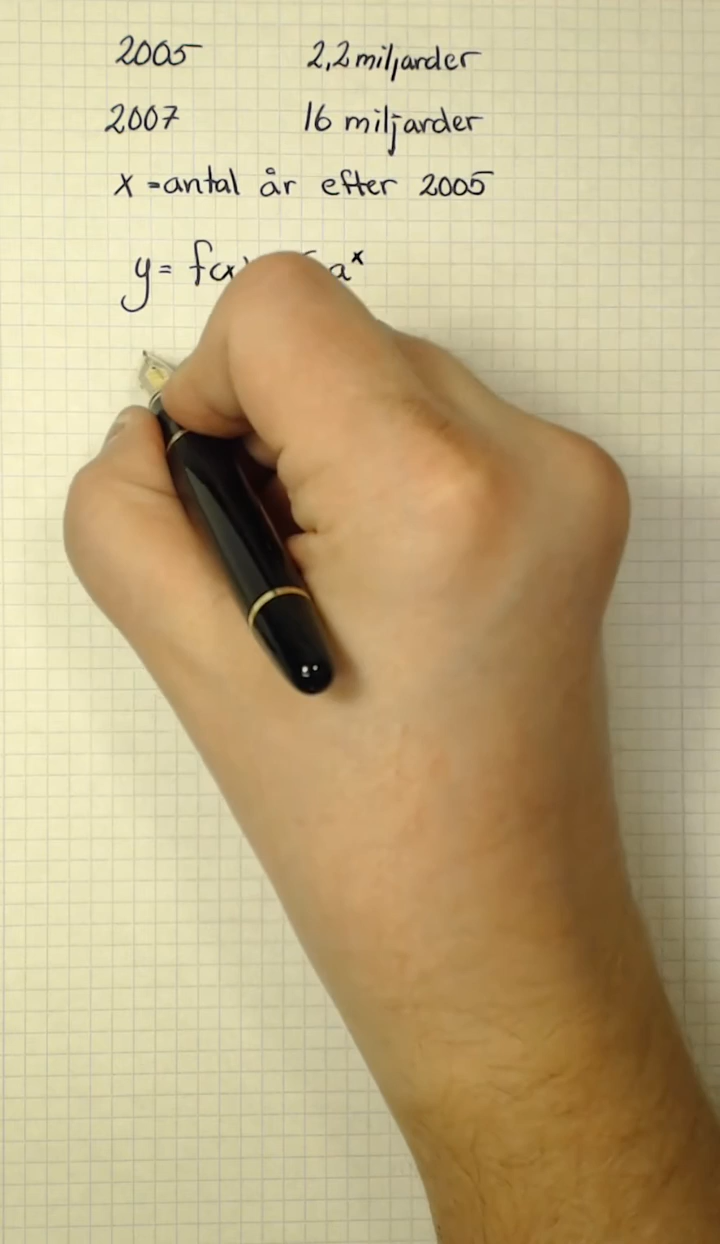 2005 2,2 miljarder
2007 16 miljarder
x = antal år efter 2005
y = f(x a^x